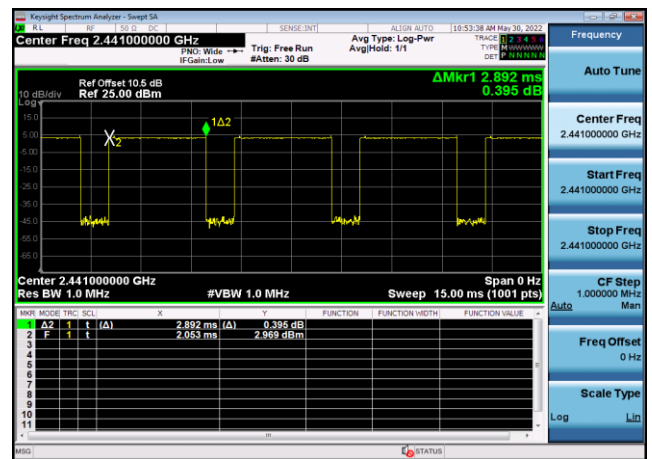 Keysight Spectrum Analyzer - Swept SA
RL RF 50 Ω DC SENSE:INT ALIGN AUTO 10:53:38 AM May 30, 2022
Center Freq 2.441000000 GHz
PNO: Wide
IFGain:Low
Trig: Free Run
#Atten: 30 dB
Avg Type: Log-Pwr
Avg|Hold: 1/1
TRACE 1 2 3 4 5 6
TYPE M W W W W W
DET P N N N N N
Ref Offset 10.5 dB
10 dB/div Ref 25.00 dBm
Log
ΔMkr1 2.892 ms
0.395 dB
15.0
5.00
-5.00
-15.0
-25.0
-35.0
-45.0
-55.0
-65.0
1Δ2
2
Center 2.441000000 GHz Span 0 Hz
Res BW 1.0 MHz #VBW 1.0 MHz Sweep 15.00 ms (1001 pts)
MKR MODE TRC SCL X Y FUNCTION FUNCTION WIDTH FUNCTION VALUE
1 Δ2 1 t (Δ) 2.892 ms (Δ) 0.395 dB
2 F 1 t 2.053 ms 2.969 dBm
3
4
5
6
7
8
9
10
11
MSG STATUS
Frequency
Auto Tune
Center Freq
2.441000000 GHz
Start Freq
2.441000000 GHz
Stop Freq
2.441000000 GHz
CF Step
1.000000 MHz
Auto Man
Freq Offset
0 Hz
Scale Type
Log Lin